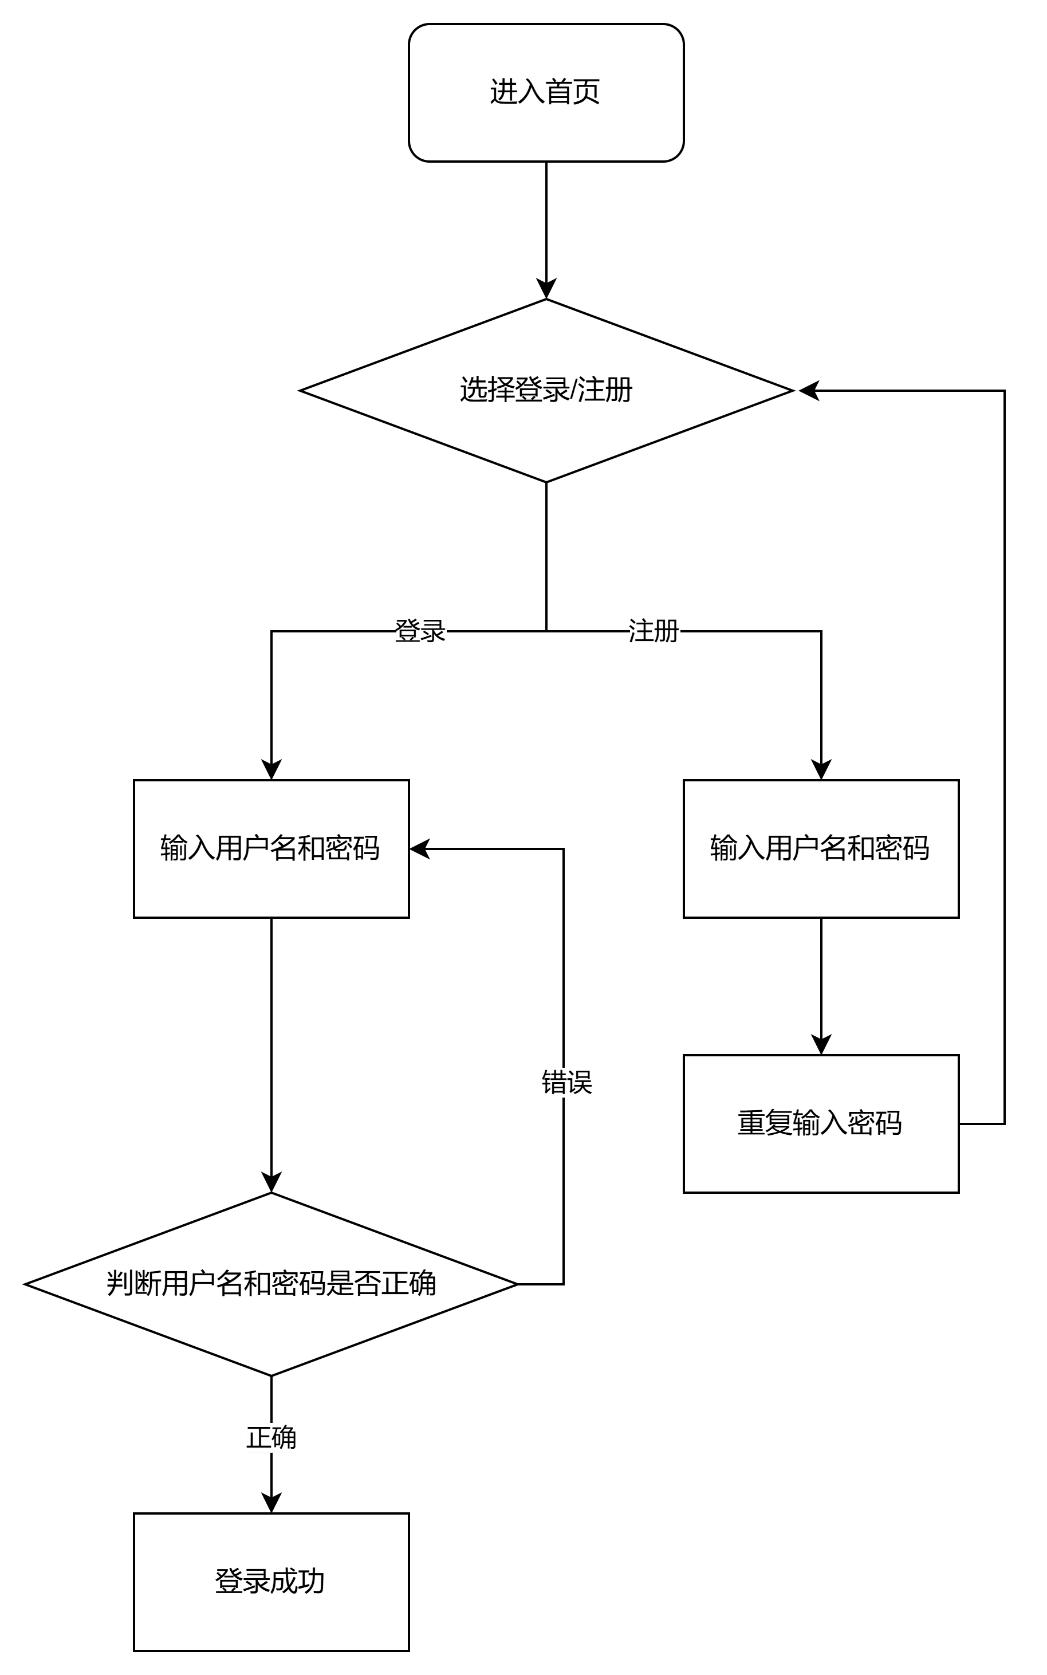 进入首页
选择登录/注册
登录
注册
输入用户名和密码
输入用户名和密码
错误
重复输入密码
判断用户名和密码是否正确
正确
登录成功